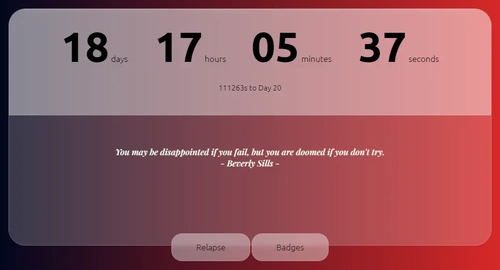 18 days 17 hours 05 minutes 37 seconds
111263s to Day 20
You may be disappointed if you fail, but you are doomed if you don't try.
~ Beverly Sills ~
Relapse Badges